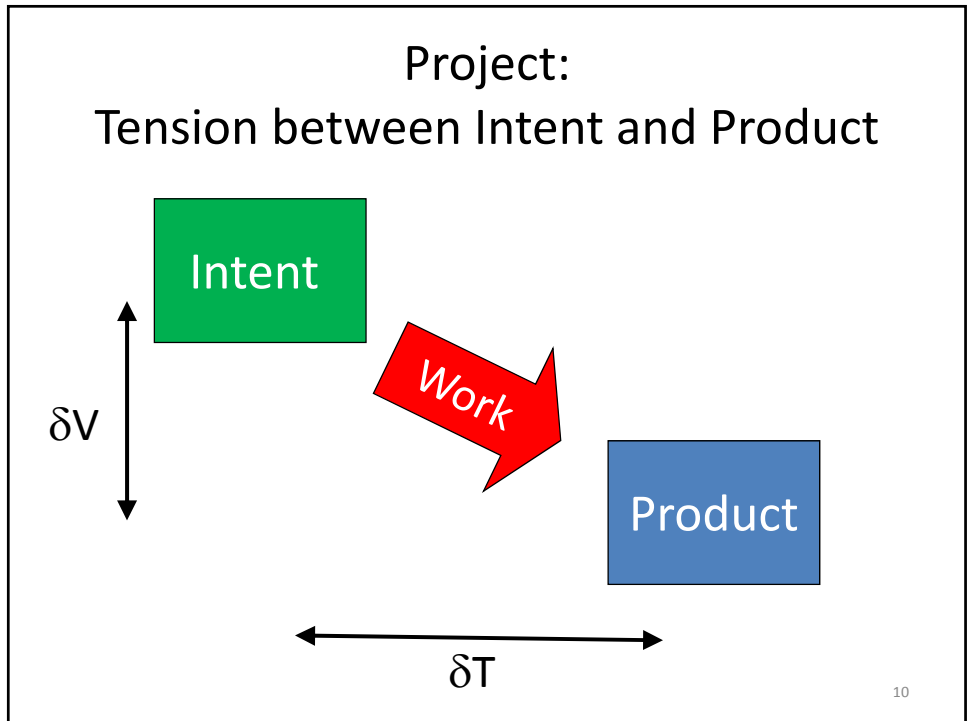 Project:
Tension between Intent and Product
Intent
Work
δV
Product
δT
10